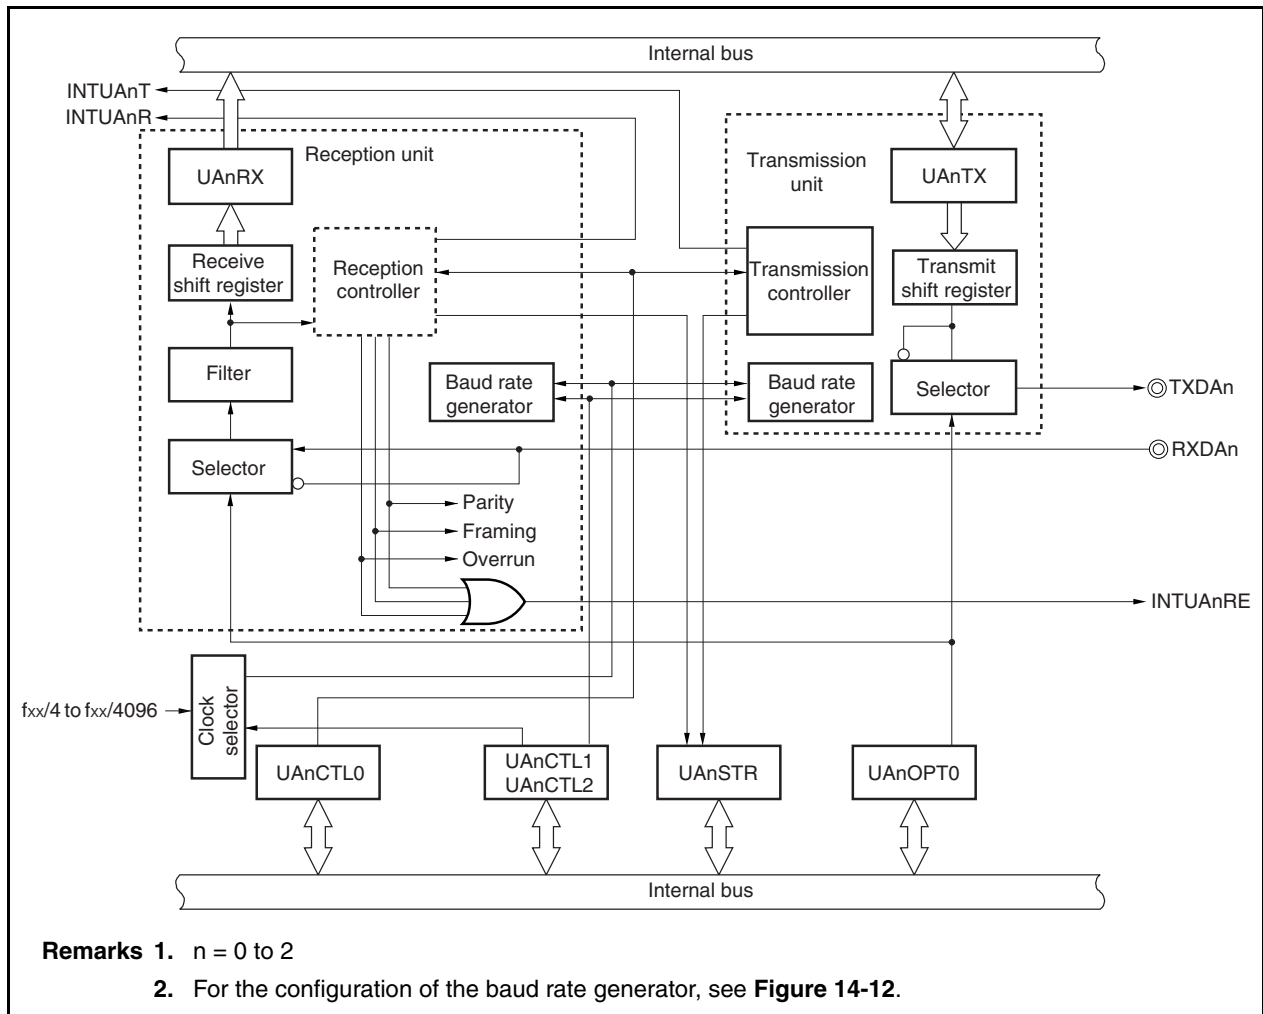 Internal bus
INTUAnT
INTUAnR
Reception unit
UAnRX
Receive
shift register
Reception
controller
Filter
Selector
Baud rate
generator
Parity
Framing
Overrun
Transmission
unit
UAnTX
Transmission
controller
Transmit
shift register
Baud rate
generator
Selector
TXDAn
RXDAn
INTUAnRE
fxx/4 to fxx/4096
Clock
selector
UAnCTL0
UAnCTL1
UAnCTL2
UAnSTR
UAnOPT0
Internal bus
Remarks 1. n = 0 to 2
2. For the configuration of the baud rate generator, see Figure 14-12.